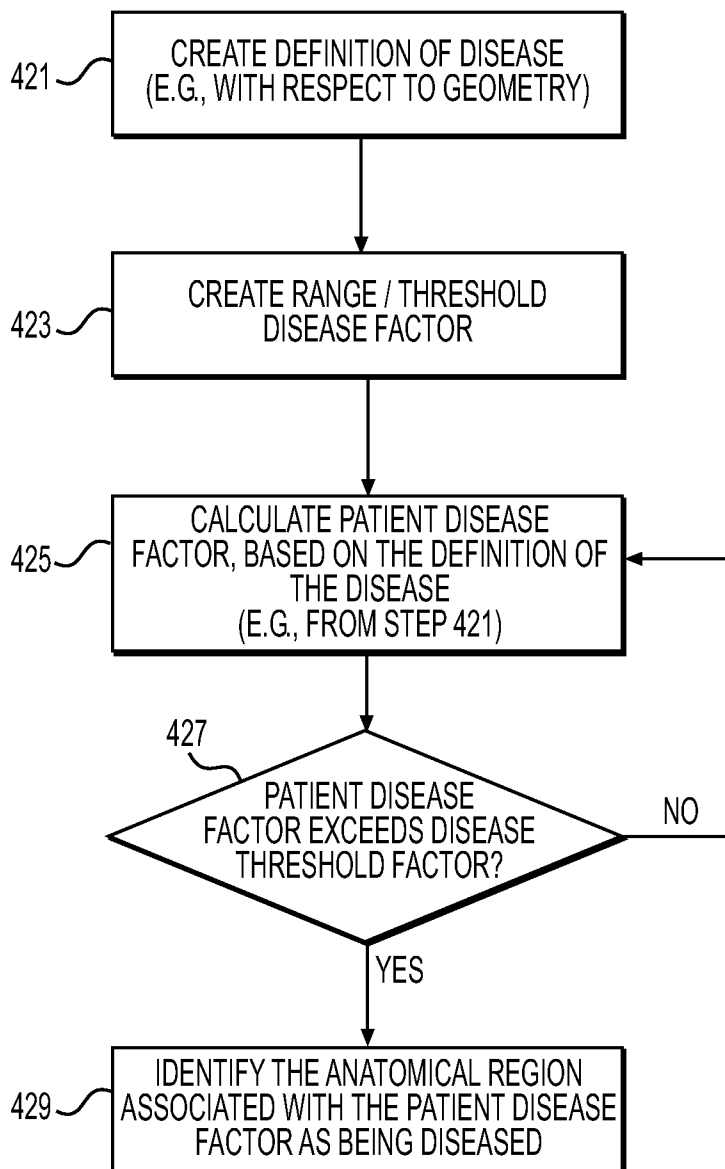 421
CREATE DEFINITION OF DISEASE
(E.G., WITH RESPECT TO GEOMETRY)
423
CREATE RANGE / THRESHOLD
DISEASE FACTOR
425
CALCULATE PATIENT DISEASE
FACTOR, BASED ON THE DEFINITION OF
THE DISEASE
(E.G., FROM STEP 421)
427
PATIENT DISEASE
FACTOR EXCEEDS DISEASE
THRESHOLD FACTOR?
NO
YES
429
IDENTIFY THE ANATOMICAL REGION
ASSOCIATED WITH THE PATIENT DISEASE
FACTOR AS BEING DISEASED